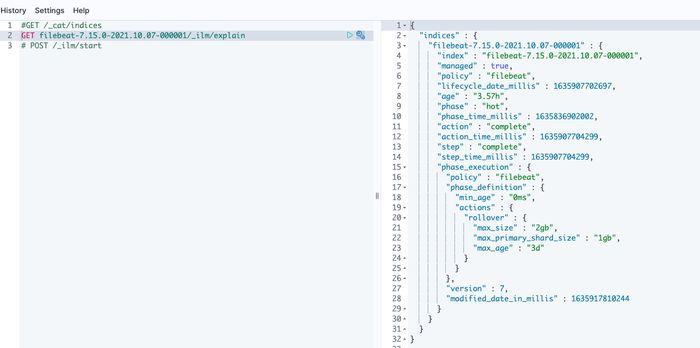 History Settings Help
1 #GET /_cat/indices
2 GET filebeat-7.15.0-2021.10.07-000001/_ilm/explain
3 # POST /_ilm/start
1 {
2 "indices" : {
3 "filebeat-7.15.0-2021.10.07-000001" : {
4 "index" : "filebeat-7.15.0-2021.10.07-000001",
5 "managed" : true,
6 "policy" : "filebeat",
7 "lifecycle_date_millis" : 1635907702697,
8 "age" : "3.57h",
9 "phase" : "hot",
10 "phase_time_millis" : 1635836902002,
11 "action" : "complete",
12 "action_time_millis" : 1635907704299,
13 "step" : "complete",
14 "step_time_millis" : 1635907704299,
15 "phase_execution" : {
16 "policy" : "filebeat",
17 "phase_definition" : {
18 "min_age" : "0ms",
19 "actions" : {
20 "rollover" : {
21 "max_size" : "2gb",
22 "max_primary_shard_size" : "1gb",
23 "max_age" : "3d"
24 }
25 }
26 },
27 "version" : 7,
28 "modified_date_in_millis" : 1635917810244
29 }
30 }
31 }
32 }